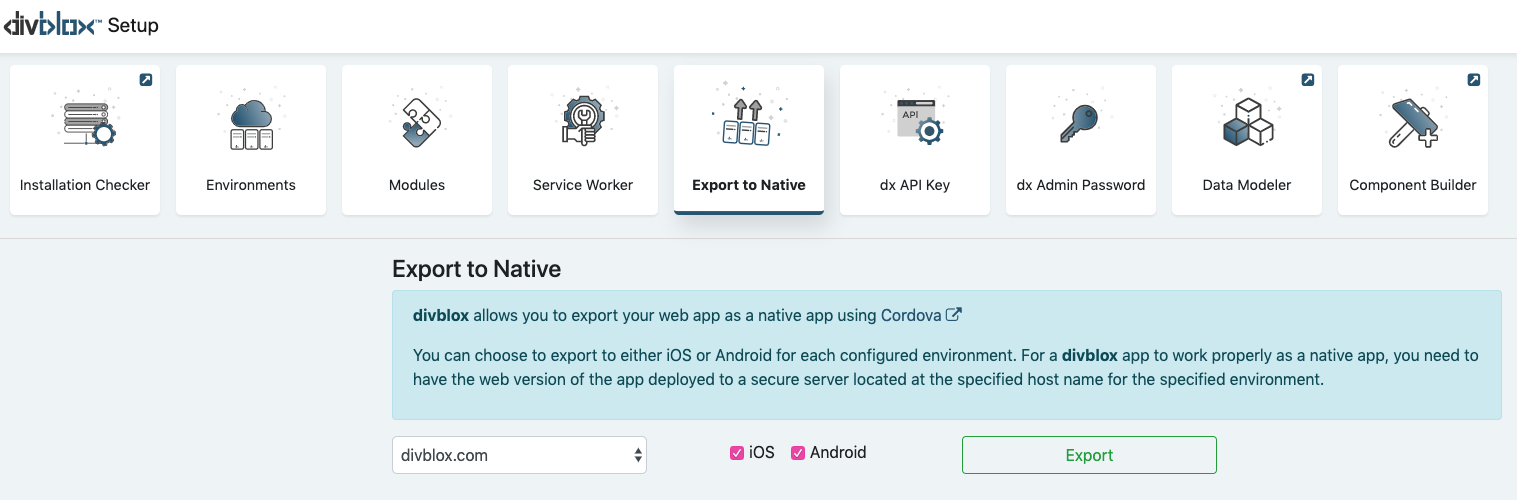 divblox™ Setup
Installation Checker
Environments
Modules
Service Worker
Export to Native
API
dx API Key
dx Admin Password
Data Modeler
Component Builder
Export to Native
divblox allows you to export your web app as a native app using Cordova
You can choose to export to either iOS or Android for each configured environment. For a divblox app to work properly as a native app, you need to
have the web version of the app deployed to a secure server located at the specified host name for the specified environment.
divblox.com
iOS
Android
Export